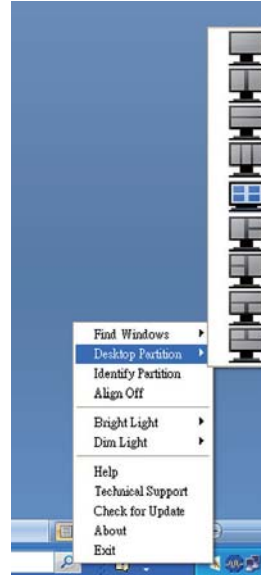 Find Windows
Desktop Partition
Identify Partition
Align Off
Bright Light
Dim Light
Help
Technical Support
Check for Update
About
Exit